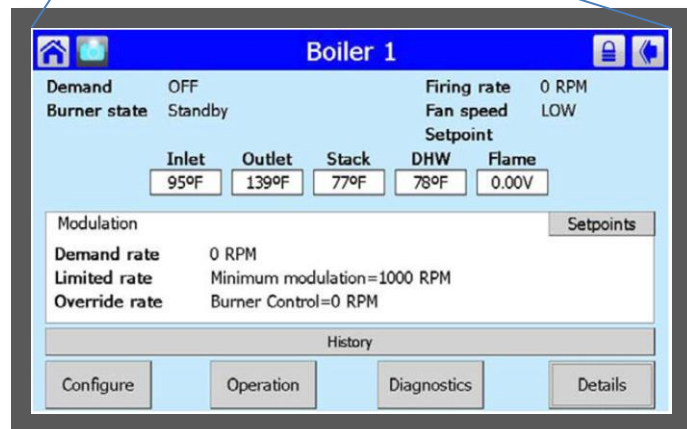 Boiler 1
Demand OFF Firing rate 0 RPM
Burner state Standby Fan speed LOW
Setpoint
Inlet Outlet Stack DHW Flame
95ºF 139ºF 77ºF 78ºF 0.00V
Modulation Setpoints
Demand rate 0 RPM
Limited rate Minimum modulation=1000 RPM
Override rate Burner Control=0 RPM
History
Configure Operation Diagnostics Details